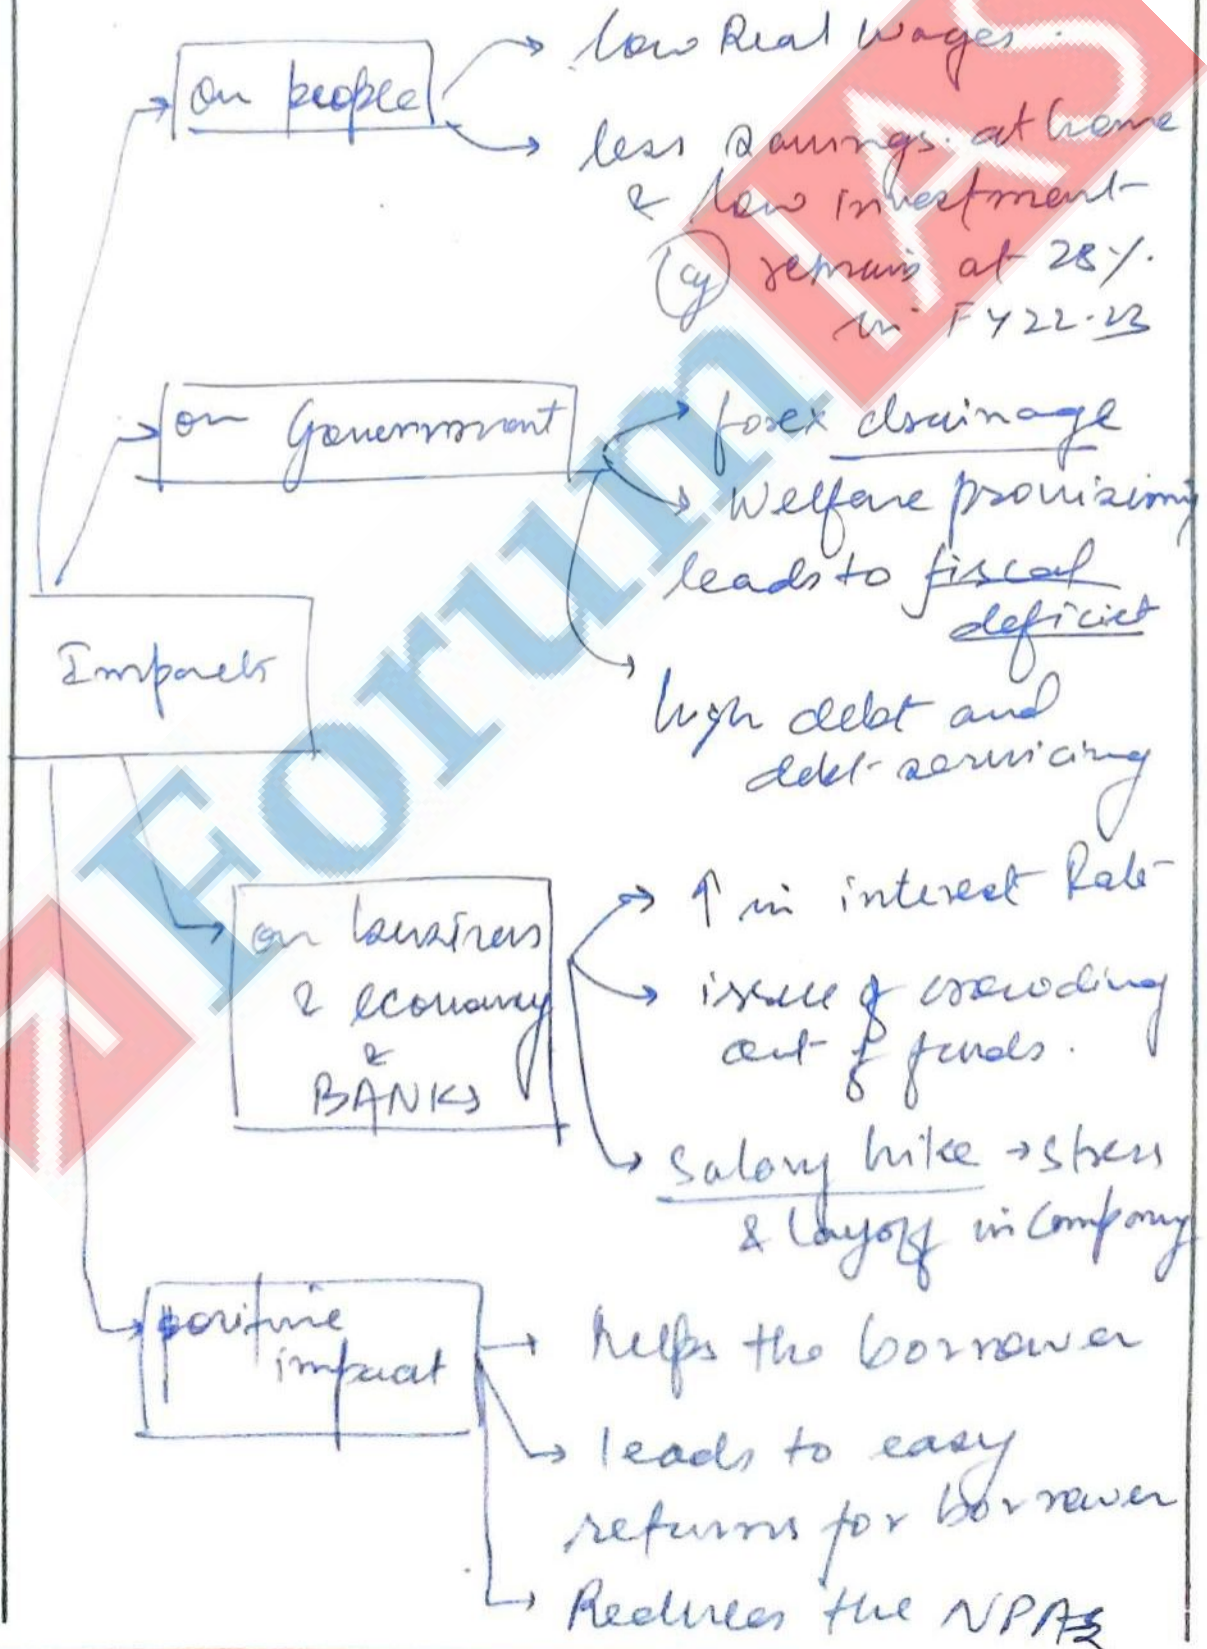 on people
low Real Wages.
less savings at home
& low investment
eg remain at 28%.
in FY22-23
on Government
forex drainage
Welfare provisioning
leads to fiscal
deficiet
high debt and
debt-servicing
Impacts
on business
& economy
&
BANKS
↑ in interest Rate
issue of crowding
out of funds.
Salary hike → stress
& layoff in Company
positive
impact
helps the borrower
leads to easy
returns for borrower
Reduces the NPAs
ForumIAS